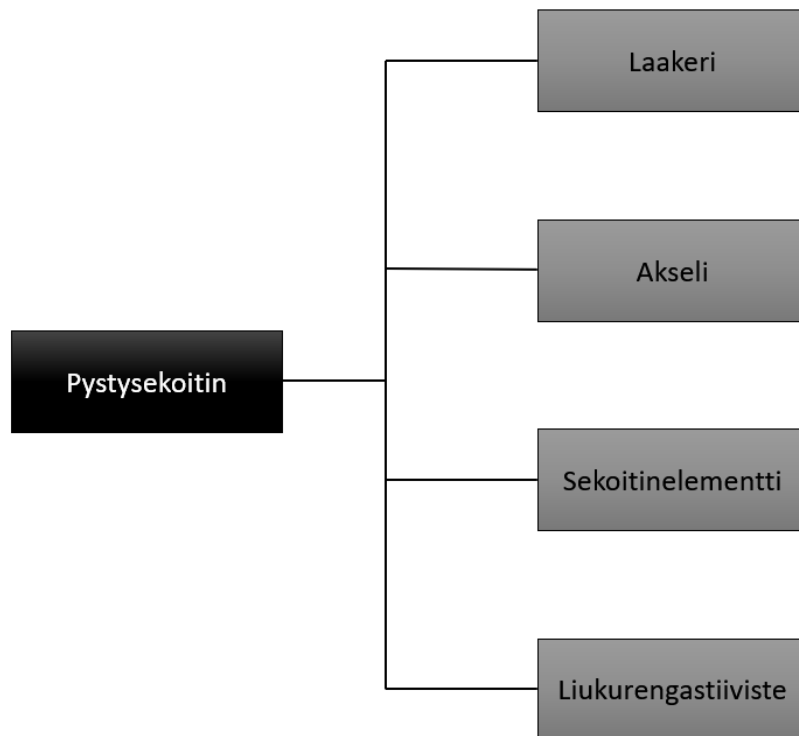 Laakeri
Akseli
Pystysekoitin
Sekoitinelementti
Liukurengastiiviste